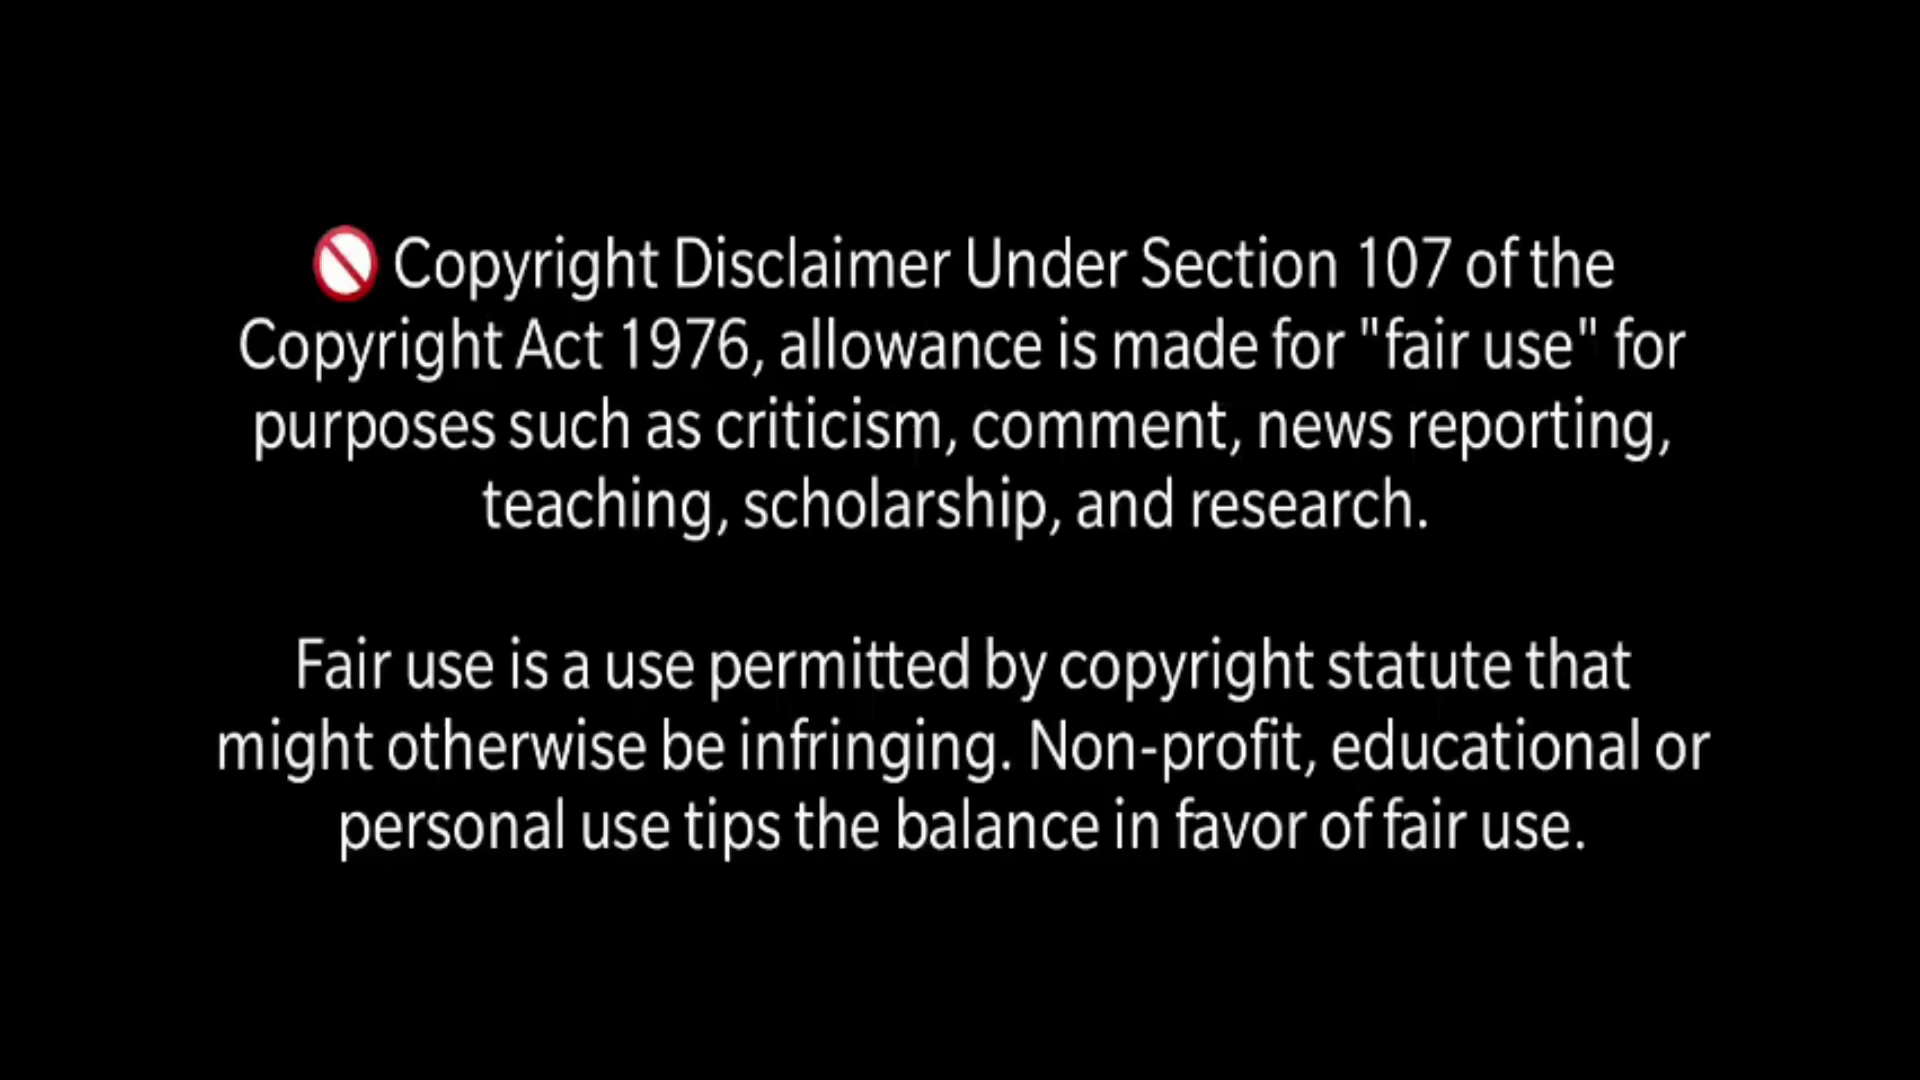 🚫 Copyright Disclaimer Under Section 107 of the
Copyright Act 1976, allowance is made for "fair use" for
purposes such as criticism, comment, news reporting,
teaching, scholarship, and research.
Fair use is a use permitted by copyright statute that
might otherwise be infringing. Non-profit, educational or
personal use tips the balance in favor of fair use.